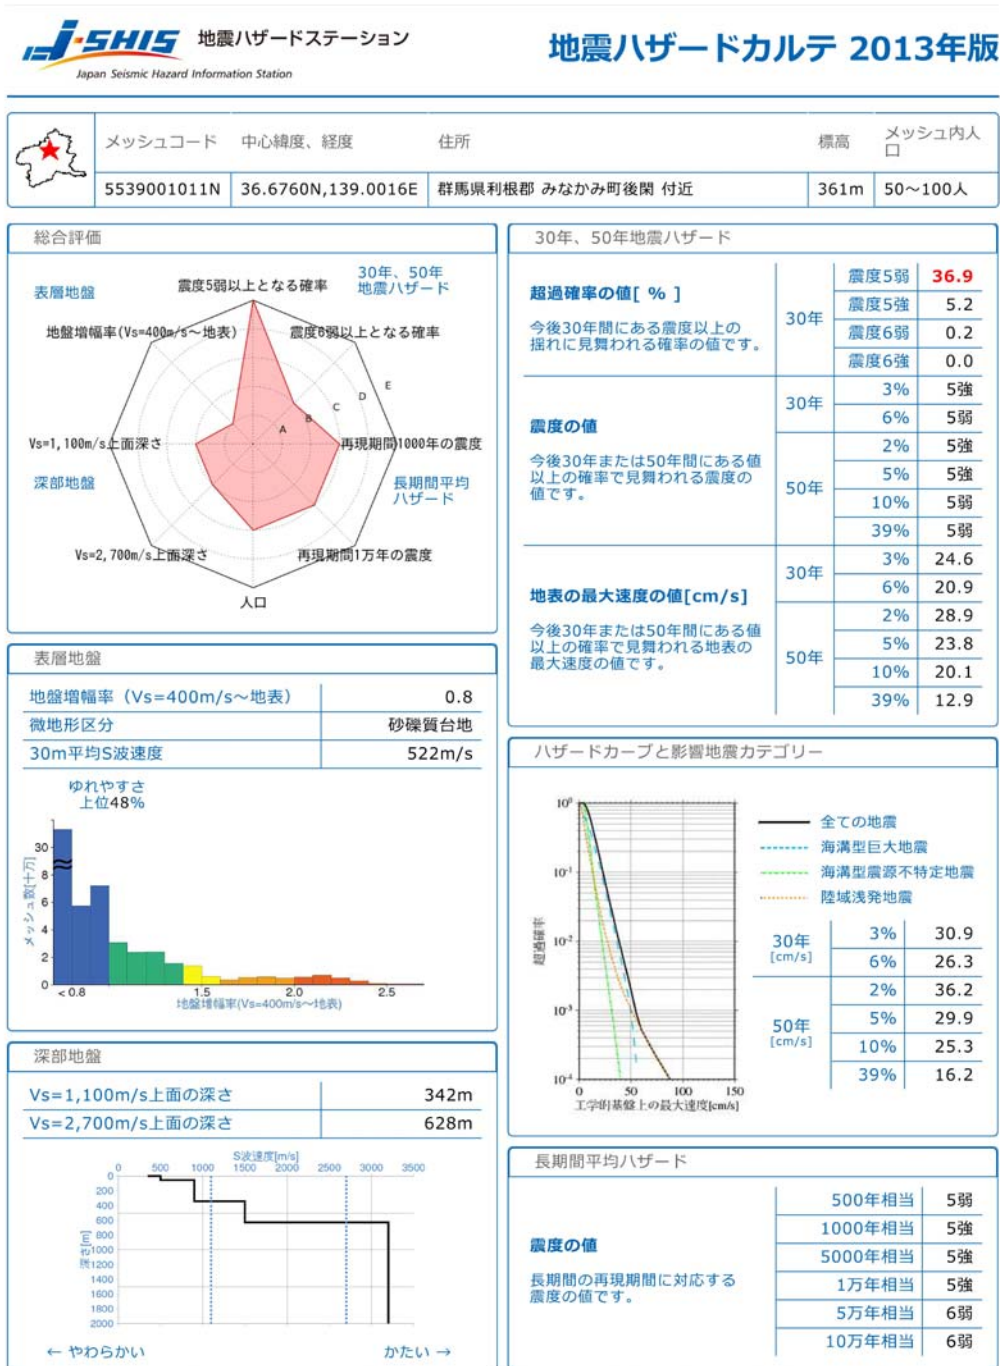 J-SHIS 地震ハザードステーション
Japan Seismic Hazard Information Station
地震ハザードカルテ 2013年版
メッシュコード 中心緯度、経度 住所 標高 メッシュ内人口
5539001011N 36.6760N,139.0016E 群馬県利根郡 みなかみ町後閑 付近 361m 50～100人
総合評価
表層地盤
30年、50年
地震ハザード
震度5弱以上となる確率
地盤増幅率(Vs=400m/s～地表)
震度6弱以上となる確率
A B C D E
Vs=1,100m/s上面深さ
再現期間1000年の震度
深部地盤
長期間平均
ハザード
Vs=2,700m/s上面深さ
再現期間1万年の震度
人口
表層地盤
地盤増幅率（Vs=400m/s～地表） 0.8
微地形区分 砂礫質台地
30m平均S波速度 522m/s
ゆれやすさ
上位48%
メッシュ数[十万]
30
8
6
4
2
0
<0.8 1.5 2.0 2.5
地盤増幅率(Vs=400m/s～地表)
深部地盤
Vs=1,100m/s上面の深さ 342m
Vs=2,700m/s上面の深さ 628m
S波速度[m/s]
0 500 1000 1500 2000 2500 3000 3500
深さ[m]
0
200
400
600
800
1000
1200
1400
1600
1800
2000
← やわらかい かたい →
30年、50年地震ハザード
超過確率の値[ % ]
今後30年間にある震度以上の
揺れに見舞われる確率の値です。
30年
震度5弱 36.9
震度5強 5.2
震度6弱 0.2
震度6強 0.0
震度の値
今後30年または50年間にある値
以上の確率で見舞われる震度の
値です。
30年
3% 5強
6% 5弱
50年
2% 5強
5% 5強
10% 5弱
39% 5弱
地表の最大速度の値[cm/s]
今後30年または50年間にある値
以上の確率で見舞われる地表の
最大速度の値です。
30年
3% 24.6
6% 20.9
50年
2% 28.9
5% 23.8
10% 20.1
39% 12.9
ハザードカーブと影響地震カテゴリー
超過確率
10⁰
10⁻¹
10⁻²
10⁻³
10⁻⁴
0 50 100 150
工学的基盤上の最大速度[cm/s]
全ての地震
海溝型巨大地震
海溝型震源不特定地震
陸域浅発地震
30年
[cm/s]
3% 30.9
6% 26.3
50年
[cm/s]
2% 36.2
5% 29.9
10% 25.3
39% 16.2
長期間平均ハザード
震度の値
長期間の再現期間に対応する
震度の値です。
500年相当 5弱
1000年相当 5強
5000年相当 5強
1万年相当 5強
5万年相当 6弱
10万年相当 6弱